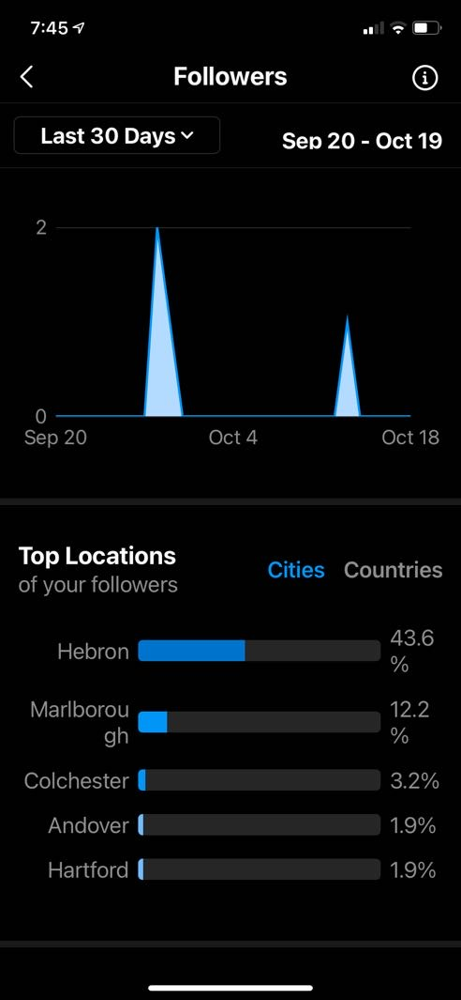 7:45
Followers
Last 30 Days
Sep 20 - Oct 19
2
0
Sep 20
Oct 4
Oct 18
Top Locations
of your followers
Cities
Countries
Hebron
43.6
%
Marlborou
gh
12.2
%
Colchester
3.2%
Andover
1.9%
Hartford
1.9%